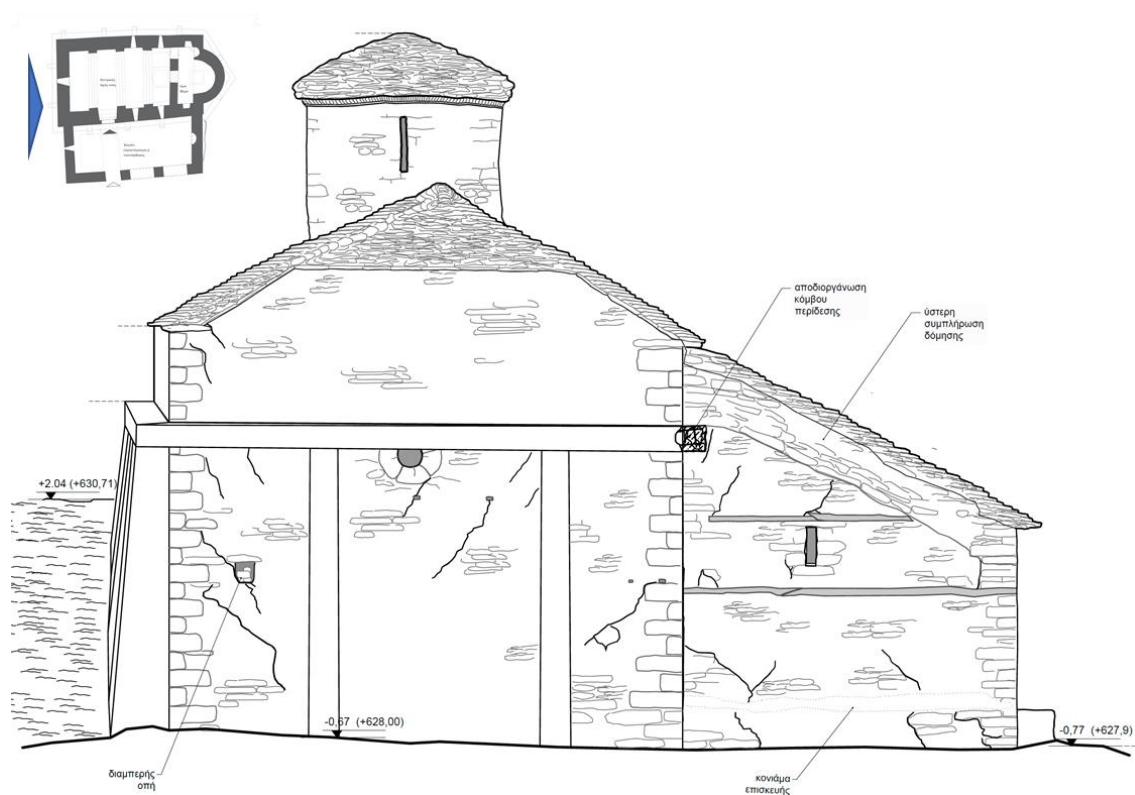 αποδιοργάνωση
κόμβου
περίδεσης
ύστερη
συμπλήρωση
δόμησης
+2.04 (+630,71)
-0,67 (+628,00)
-0,77 (+627,9)
διαμπερής
οπή
κονιάμα
επισκευής